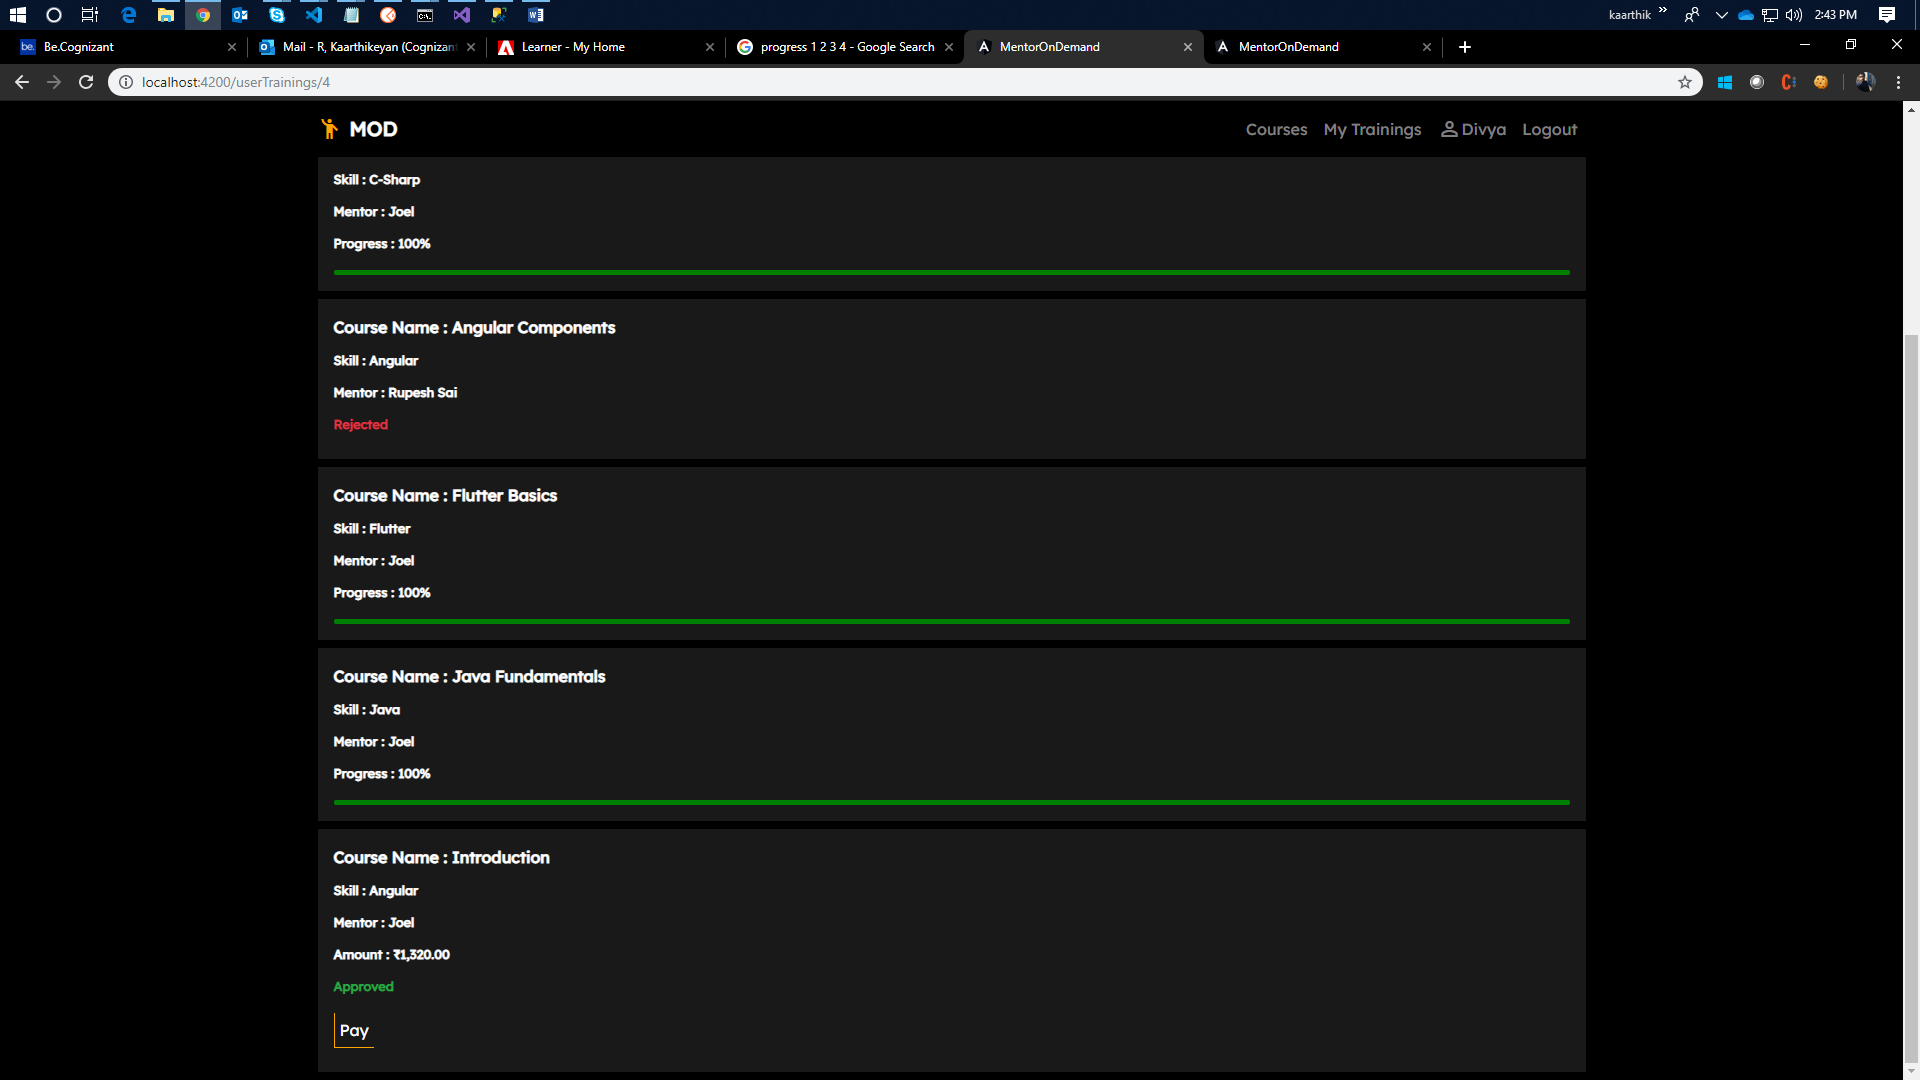 kaarthik
2:43 PM
be. Be.Cognizant
Mail - R, Kaarthikeyan (Cognizant
Learner - My Home
progress 1 2 3 4 - Google Search
MentorOnDemand
MentorOnDemand
localhost:4200/userTrainings/4
MOD
Courses My Trainings Divya Logout
Skill : C-Sharp
Mentor : Joel
Progress : 100%
Course Name : Angular Components
Skill : Angular
Mentor : Rupesh Sai
Rejected
Course Name : Flutter Basics
Skill : Flutter
Mentor : Joel
Progress : 100%
Course Name : Java Fundamentals
Skill : Java
Mentor : Joel
Progress : 100%
Course Name : Introduction
Skill : Angular
Mentor : Joel
Amount : ₹1,320.00
Approved
Pay